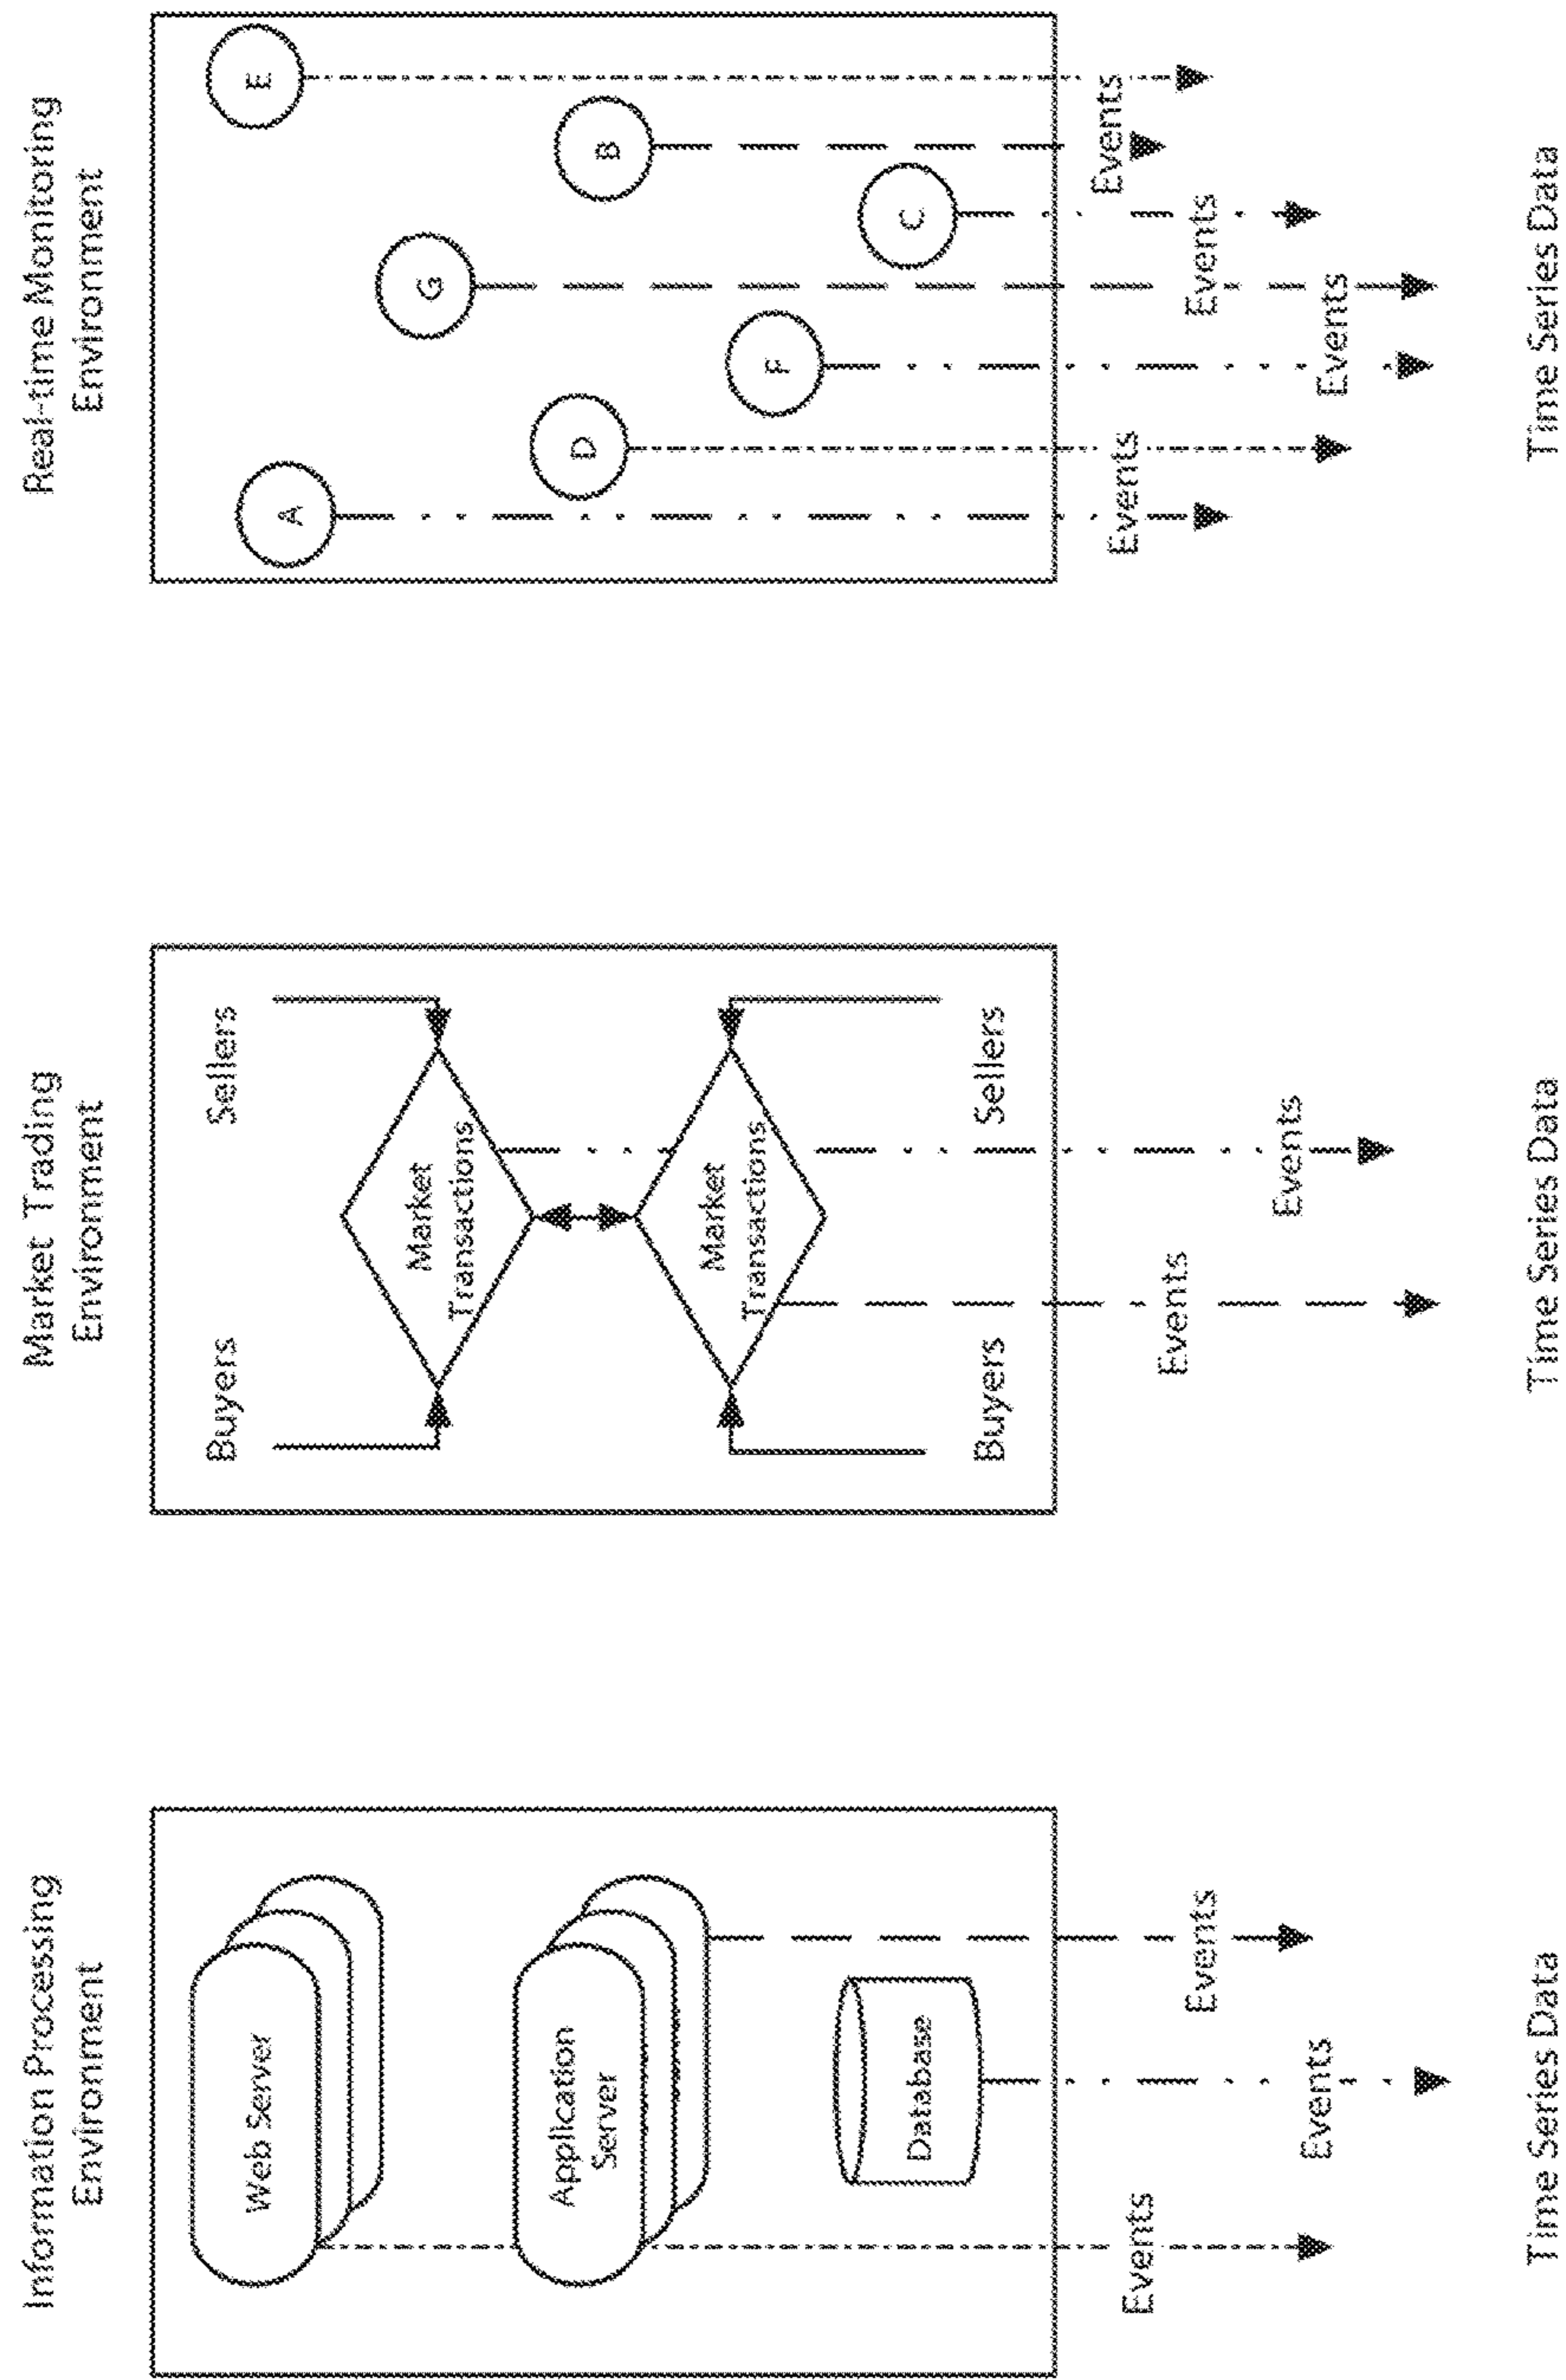 Information Processing
Environment
Web Server
Application
Server
Database
Events
Events
Events
Time Series Data
Market Trading
Environment
Buyers
Sellers
Market
Transactions
Market
Transactions
Buyers
Sellers
Events
Events
Time Series Data
Real-time Monitoring
Environment
E
A
G
D
B
F
C
Events
Events
Events
Events
Time Series Data